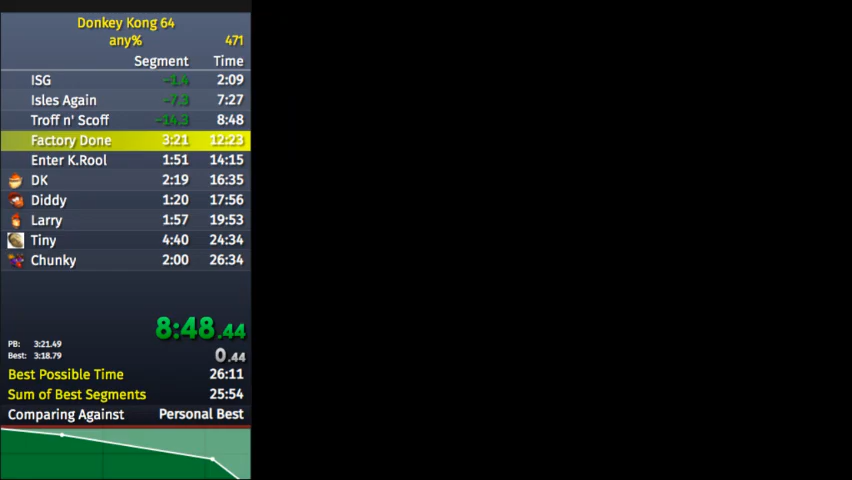 Donkey Kong 64
any% 471
Segment Time
ISG -1.4 2:09
Isles Again -7.3 7:27
Troff n' Scoff -14.3 8:48
Factory Done 3:21 12:23
Enter K.Rool 1:51 14:15
DK 2:19 16:35
Diddy 1:20 17:56
Larry 1:57 19:53
Tiny 4:40 24:34
Chunky 2:00 26:34
8:48.44
PB: 3:21.49
Best: 3:18.79 0.44
Best Possible Time 26:11
Sum of Best Segments 25:54
Comparing Against Personal Best